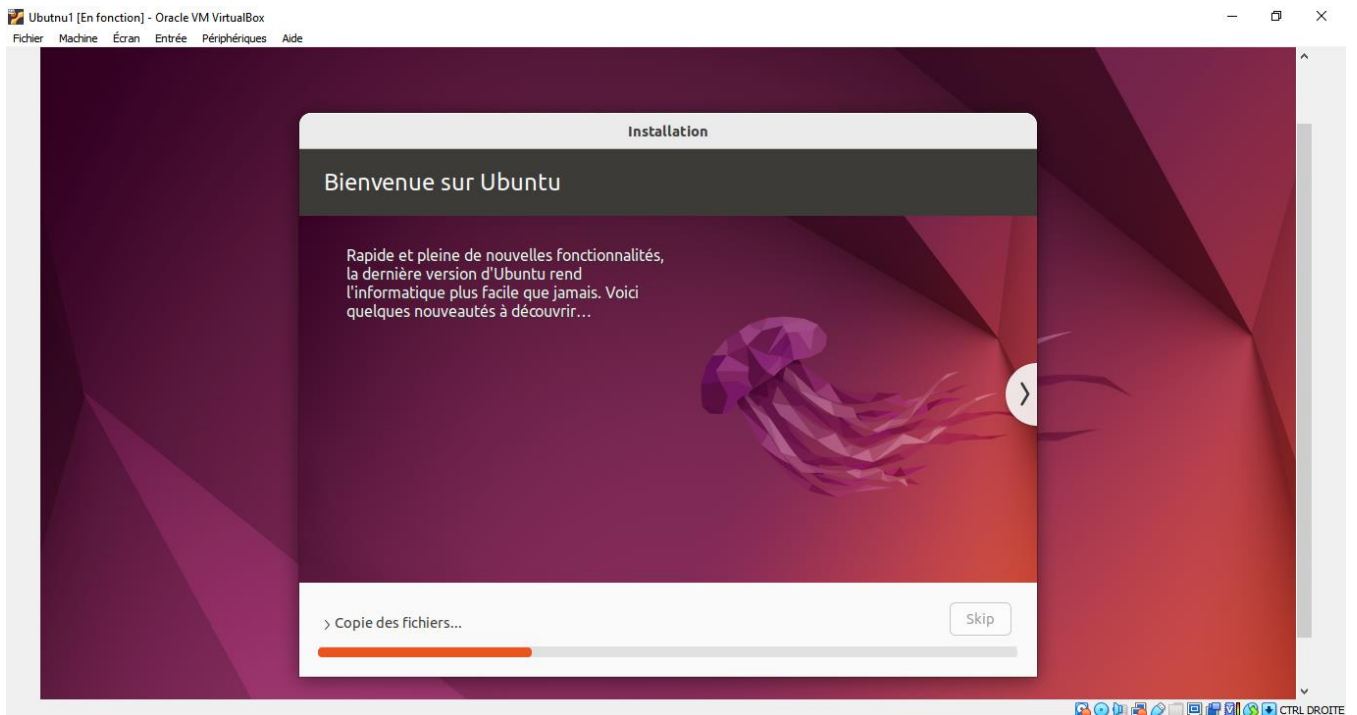 Ubutnu1 [En fonction] - Oracle VM VirtualBox
Fichier Machine Écran Entrée Périphériques Aide
Installation
Bienvenue sur Ubuntu
Rapide et pleine de nouvelles fonctionnalités,
la dernière version d'Ubuntu rend
l'informatique plus facile que jamais. Voici
quelques nouveautés à découvrir…
Copie des fichiers...
Skip
CTRL DROITE